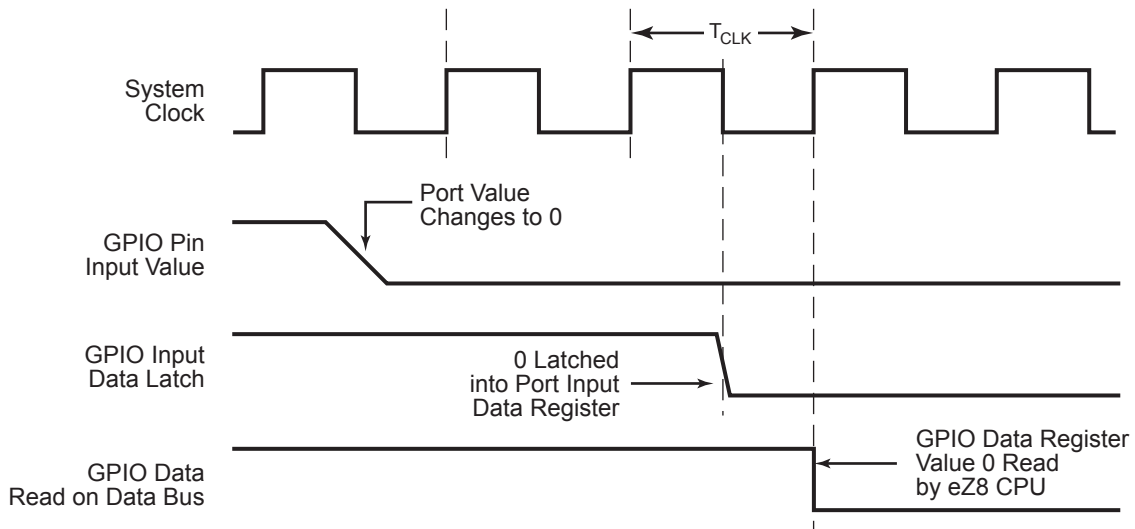 T_CLK
System
Clock
Port Value
Changes to 0
GPIO Pin
Input Value
GPIO Input
Data Latch
0 Latched
into Port Input
Data Register
GPIO Data
Read on Data Bus
GPIO Data Register
Value 0 Read
by eZ8 CPU